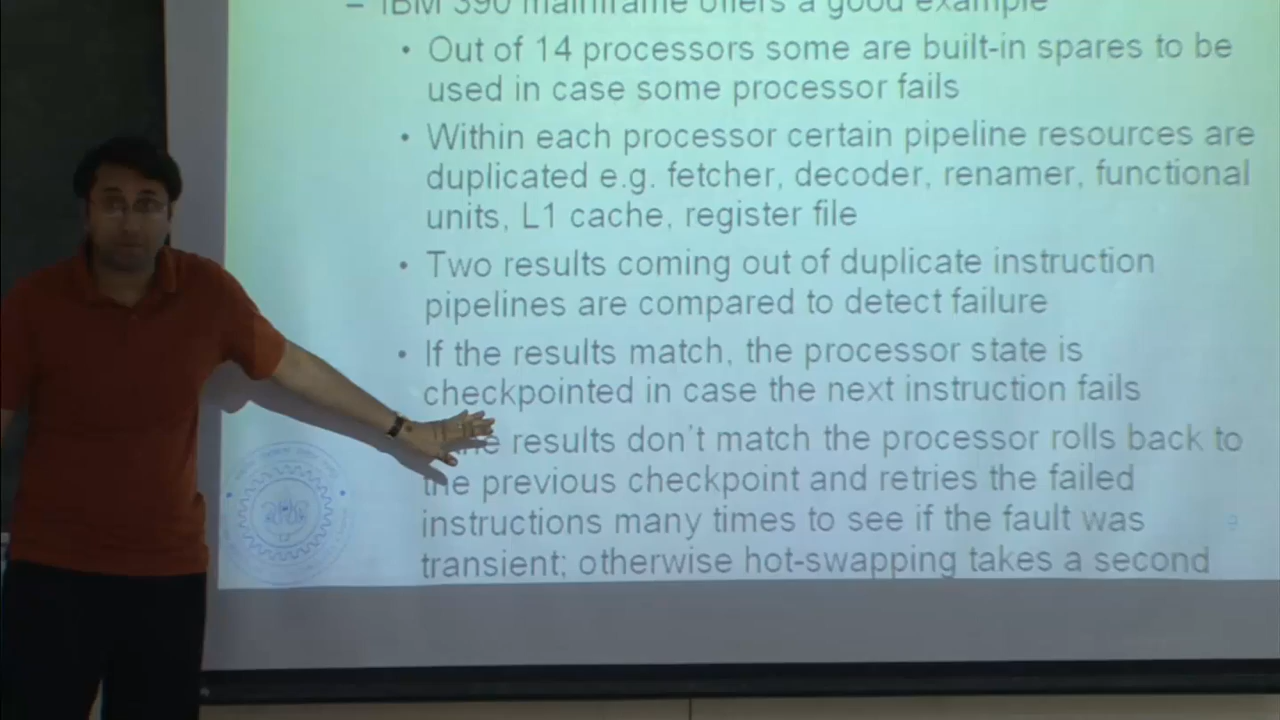 – IBM 390 mainframe offers a good example
• Out of 14 processors some are built-in spares to be
used in case some processor fails
• Within each processor certain pipeline resources are
duplicated e.g. fetcher, decoder, renamer, functional
units, L1 cache, register file
• Two results coming out of duplicate instruction
pipelines are compared to detect failure
• If the results match, the processor state is
checkpointed in case the next instruction fails
results don't match the processor rolls back to
the previous checkpoint and retries the failed
instructions many times to see if the fault was
transient; otherwise hot-swapping takes a second